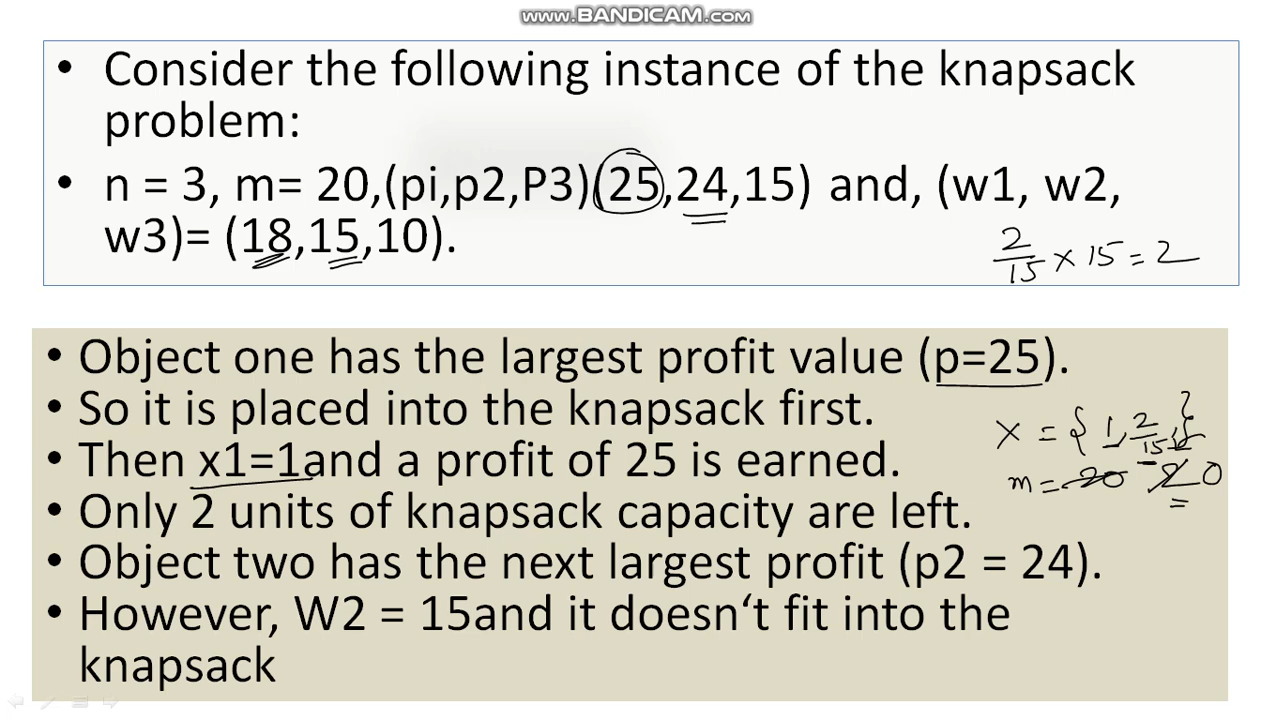 www.BANDICAM.com
• Consider the following instance of the knapsack
problem:
• n = 3, m= 20,(pi,p2,P3)(25,24,15) and, (w1, w2,
w3)= (18,15,10).
2/15 × 15 = 2
• Object one has the largest profit value (p=25).
• So it is placed into the knapsack first.
x = { 1, 2/15, }
• Then x1=1and a profit of 25 is earned.
m = 20 2 0
• Only 2 units of knapsack capacity are left.
• Object two has the next largest profit (p2 = 24).
• However, W2 = 15and it doesn‘t fit into the
knapsack